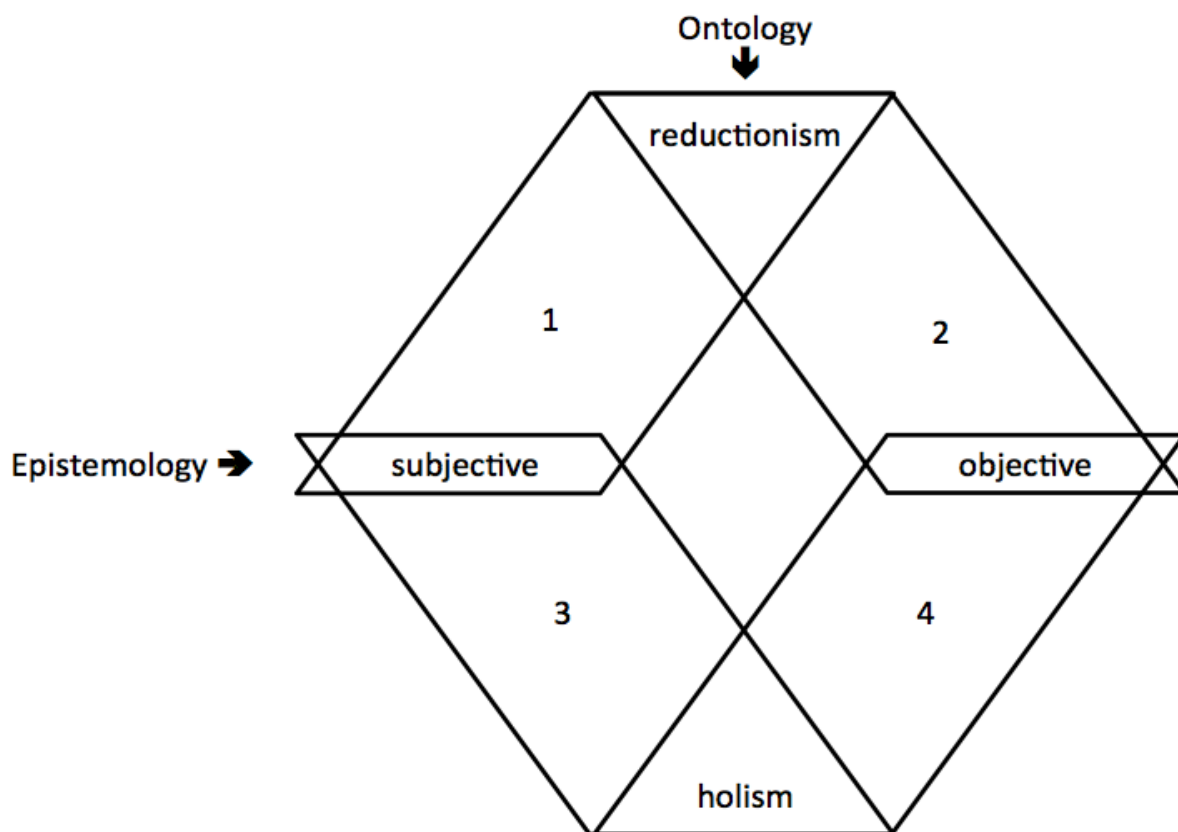 Ontology
reductionism
1
2
Epistemology
subjective
objective
3
4
holism